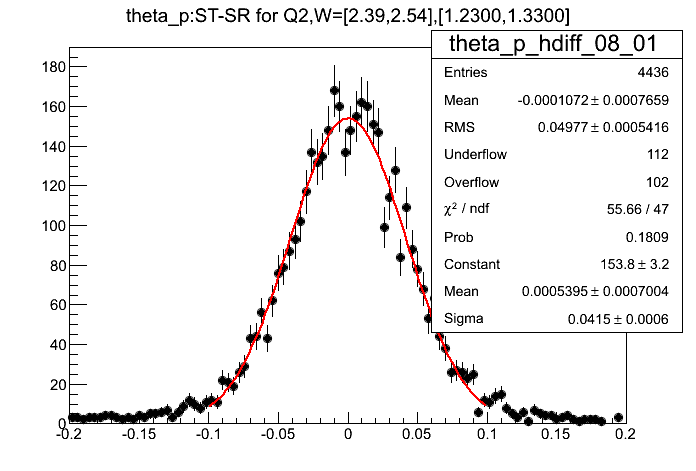 theta_p:ST-SR for Q2,W=[2.39,2.54],[1.2300,1.3300]
theta_p_hdiff_08_01
Entries 4436
Mean -0.0001072 ± 0.0007659
RMS 0.04977 ± 0.0005416
Underflow 112
Overflow 102
χ² / ndf 55.66 / 47
Prob 0.1809
Constant 153.8 ± 3.2
Mean 0.0005395 ± 0.0007004
Sigma 0.0415 ± 0.0006
180
160
140
120
100
80
60
40
20
0
-0.2 -0.15 -0.1 -0.05 0 0.05 0.1 0.15 0.2